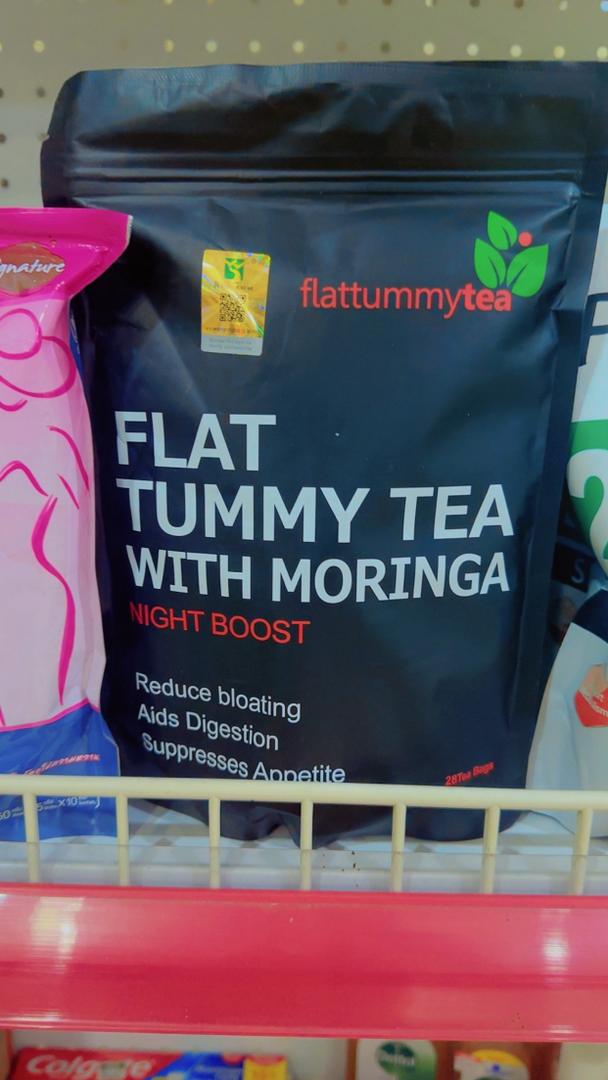 flattummytea
FLAT
TUMMY TEA
WITH MORINGA
NIGHT BOOST
Reduce bloating
Aids Digestion
Suppresses Appetite
28Tea Bags
Colgate